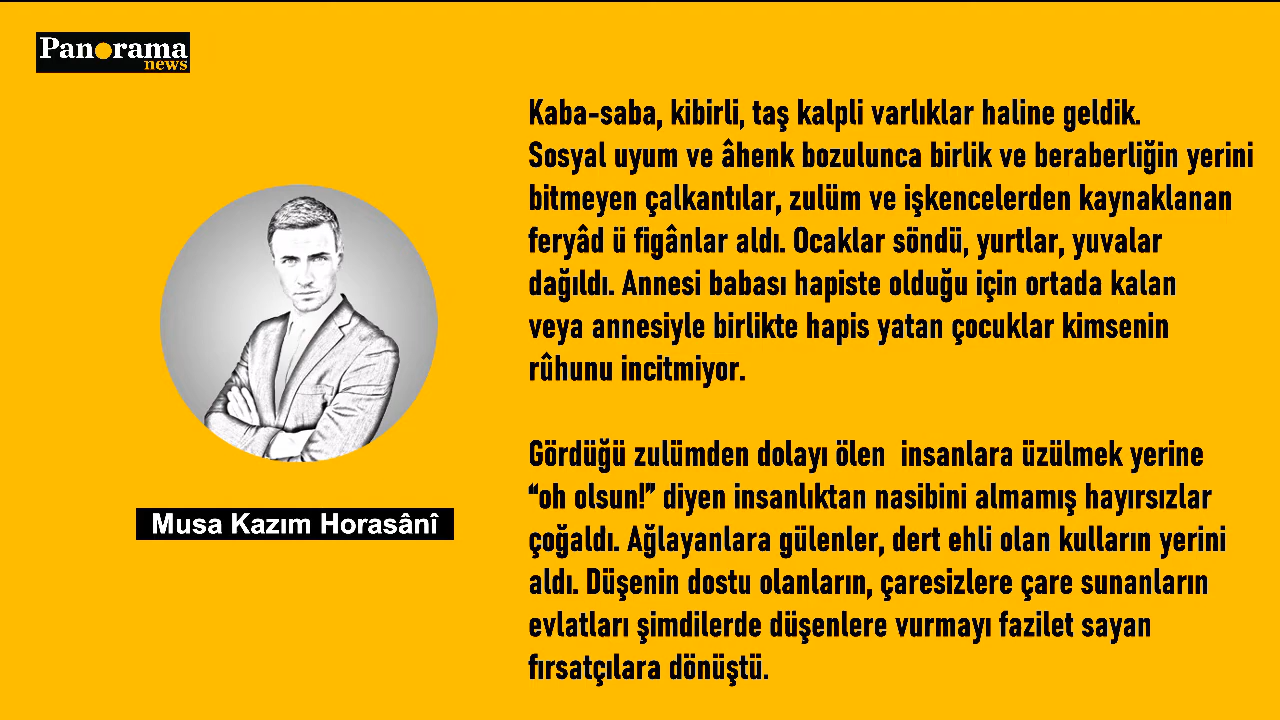 Panorama
news
Kaba-saba, kibirli, taş kalpli varlıklar haline geldik.
Sosyal uyum ve âhenk bozulunca birlik ve beraberliğin yerini
bitmeyen çalkantılar, zulüm ve işkencelerden kaynaklanan
feryâd ü figânlar aldı. Ocaklar söndü, yurtlar, yuvalar
dağıldı. Annesi babası hapiste olduğu için ortada kalan
veya annesiyle birlikte hapis yatan çocuklar kimsenin
rûhunu incitmiyor.
Gördüğü zulümden dolayı ölen  insanlara üzülmek yerine
“oh olsun!” diyen insanlıktan nasibini almamış hayırsızlar
çoğaldı. Ağlayanlara gülenler, dert ehli olan kulların yerini
aldı. Düşenin dostu olanların, çaresizlere çare sunanların
evlatları şimdilerde düşenlere vurmayı fazilet sayan
fırsatçılara dönüştü.
Musa Kazım Horasânî